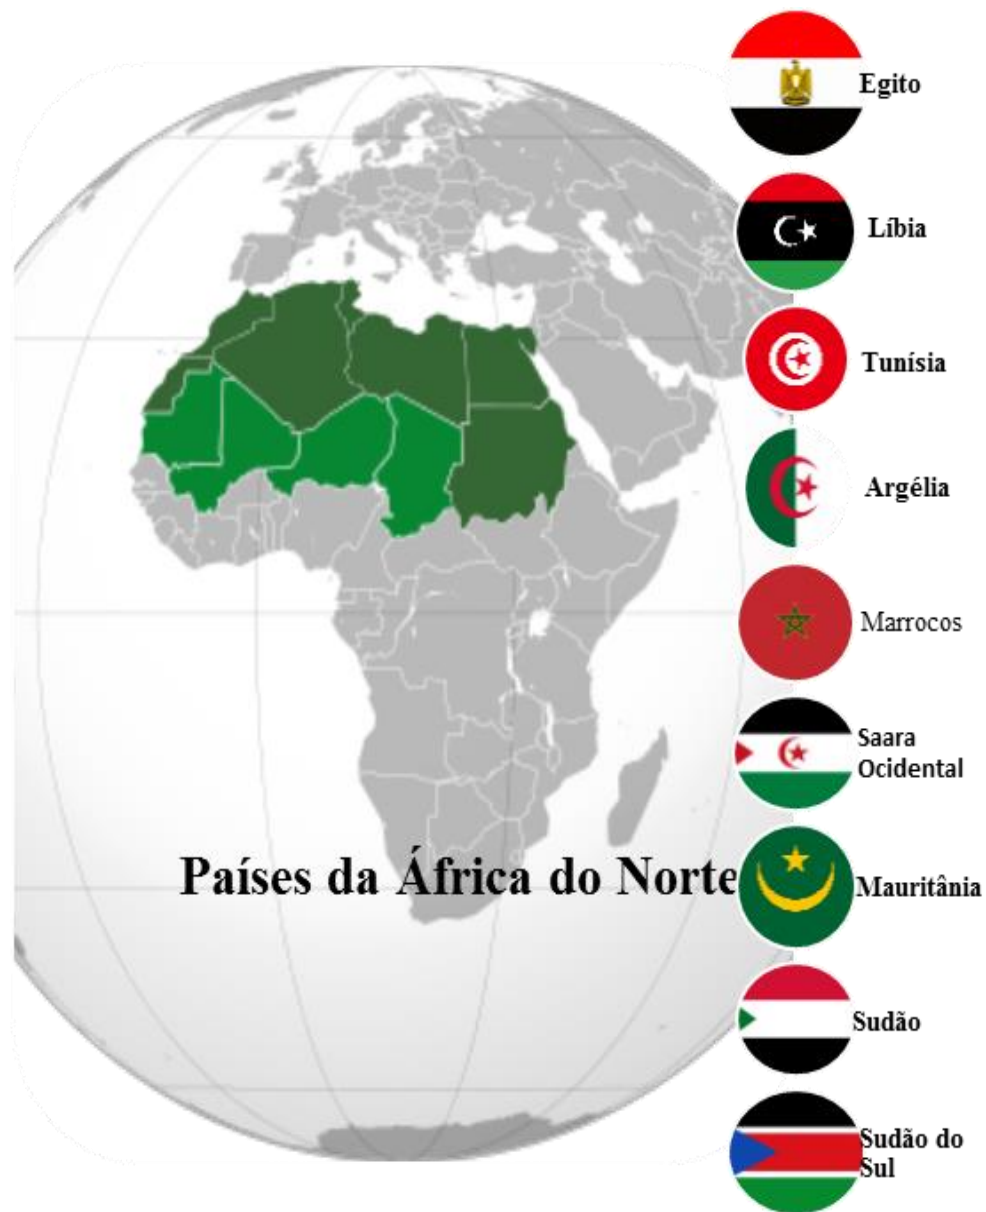 Egito
Líbia
Tunísia
Argélia
Marrocos
Saara
Ocidental
Países da África do Norte
Mauritânia
Sudão
Sudão do
Sul